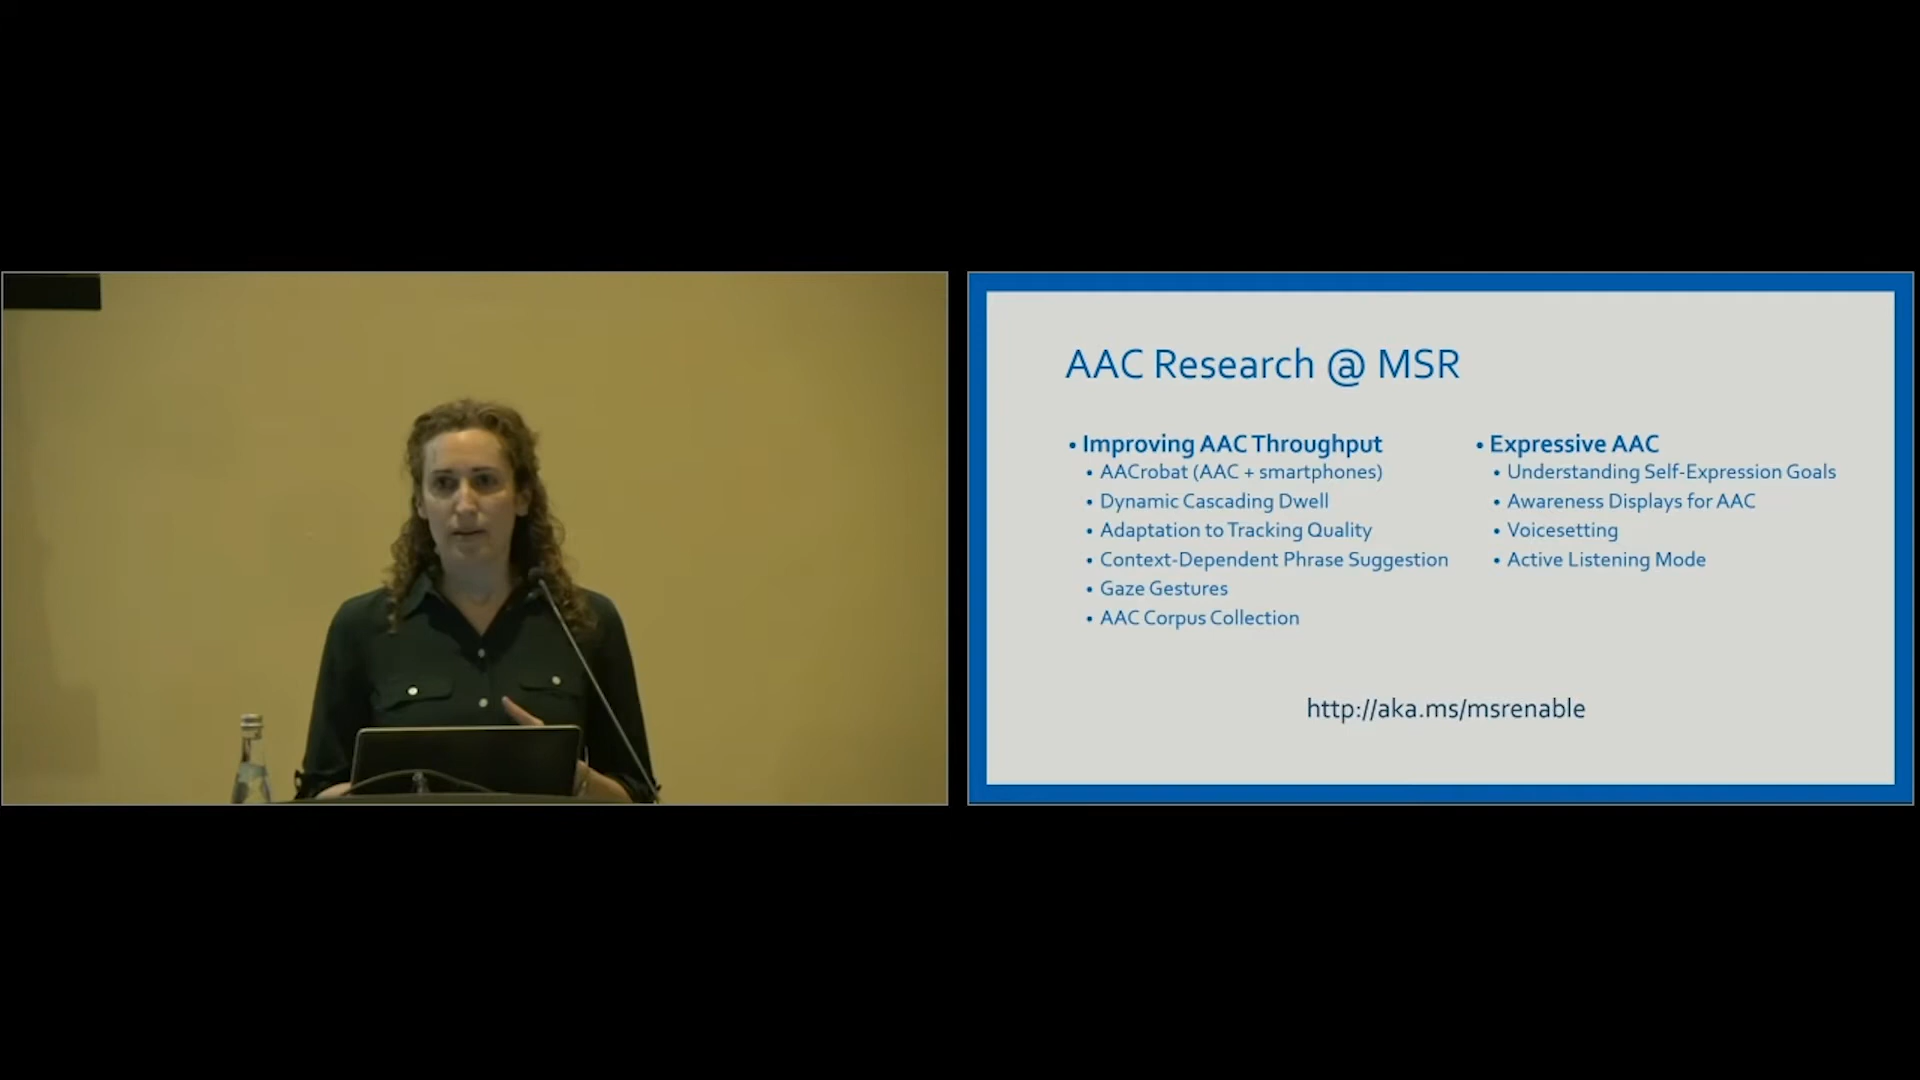 AAC Research @ MSR
• Improving AAC Throughput
• AACrobat (AAC + smartphones)
• Dynamic Cascading Dwell
• Adaptation to Tracking Quality
• Context-Dependent Phrase Suggestion
• Gaze Gestures
• AAC Corpus Collection
• Expressive AAC
• Understanding Self-Expression Goals
• Awareness Displays for AAC
• Voicesetting
• Active Listening Mode
http://aka.ms/msrenable